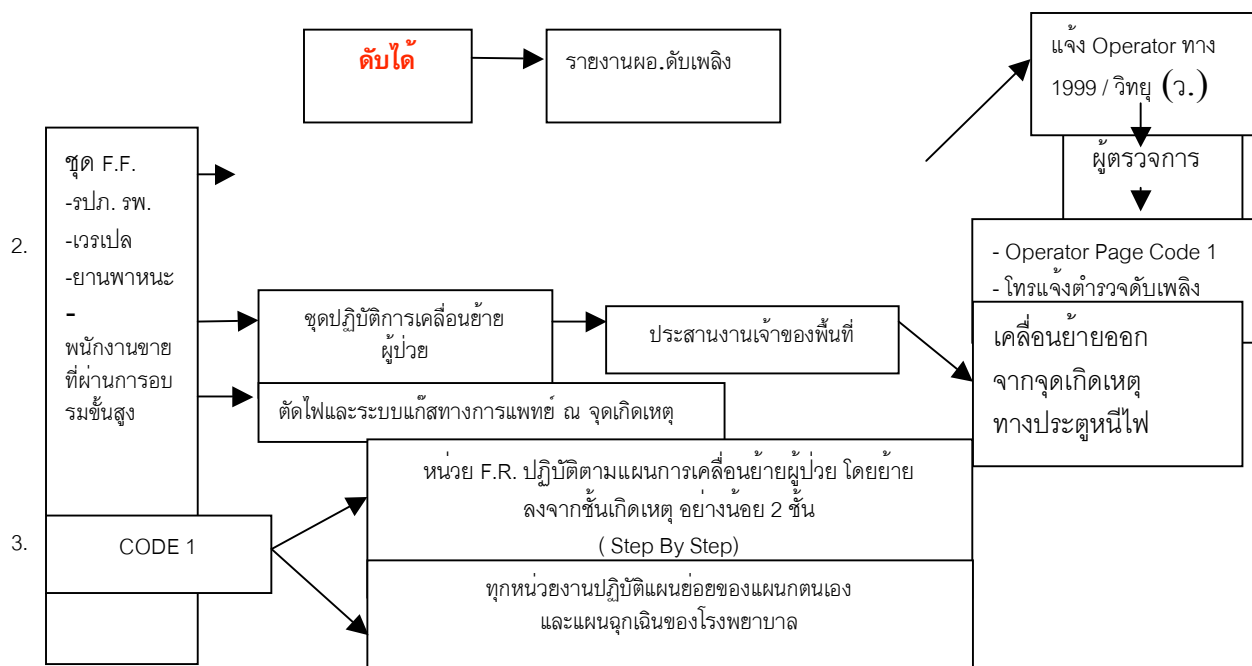 ดับได้
รายงานผอ.ดับเพลิง
แจ้ง Operator ทาง
1999 / วิทยุ (ว.)
ผู้ตรวจการ
2.
ชุด F.F.
-รปภ. รพ.
-เวรเปล
-ยานพาหนะ
-
พนักงานขาย
ที่ผ่านการอบ
รมขั้นสูง
- Operator Page Code 1
- โทรแจ้งตำรวจดับเพลิง
ชุดปฏิบัติการเคลื่อนย้าย
ผู้ป่วย
ประสานงานเจ้าของพื้นที่
เคลื่อนย้ายออก
จากจุดเกิดเหตุ
ทางประตูหนีไฟ
ตัดไฟและระบบแก๊สทางการแพทย์ ณ จุดเกิดเหตุ
3.
CODE 1
หน่วย F.R. ปฏิบัติตามแผนการเคลื่อนย้ายผู้ป่วย โดยย้าย
ลงจากชั้นเกิดเหตุ อย่างน้อย 2 ชั้น
( Step By Step)
ทุกหน่วยงานปฏิบัติแผนย่อยของแผนกตนเอง
และแผนฉุกเฉินของโรงพยาบาล